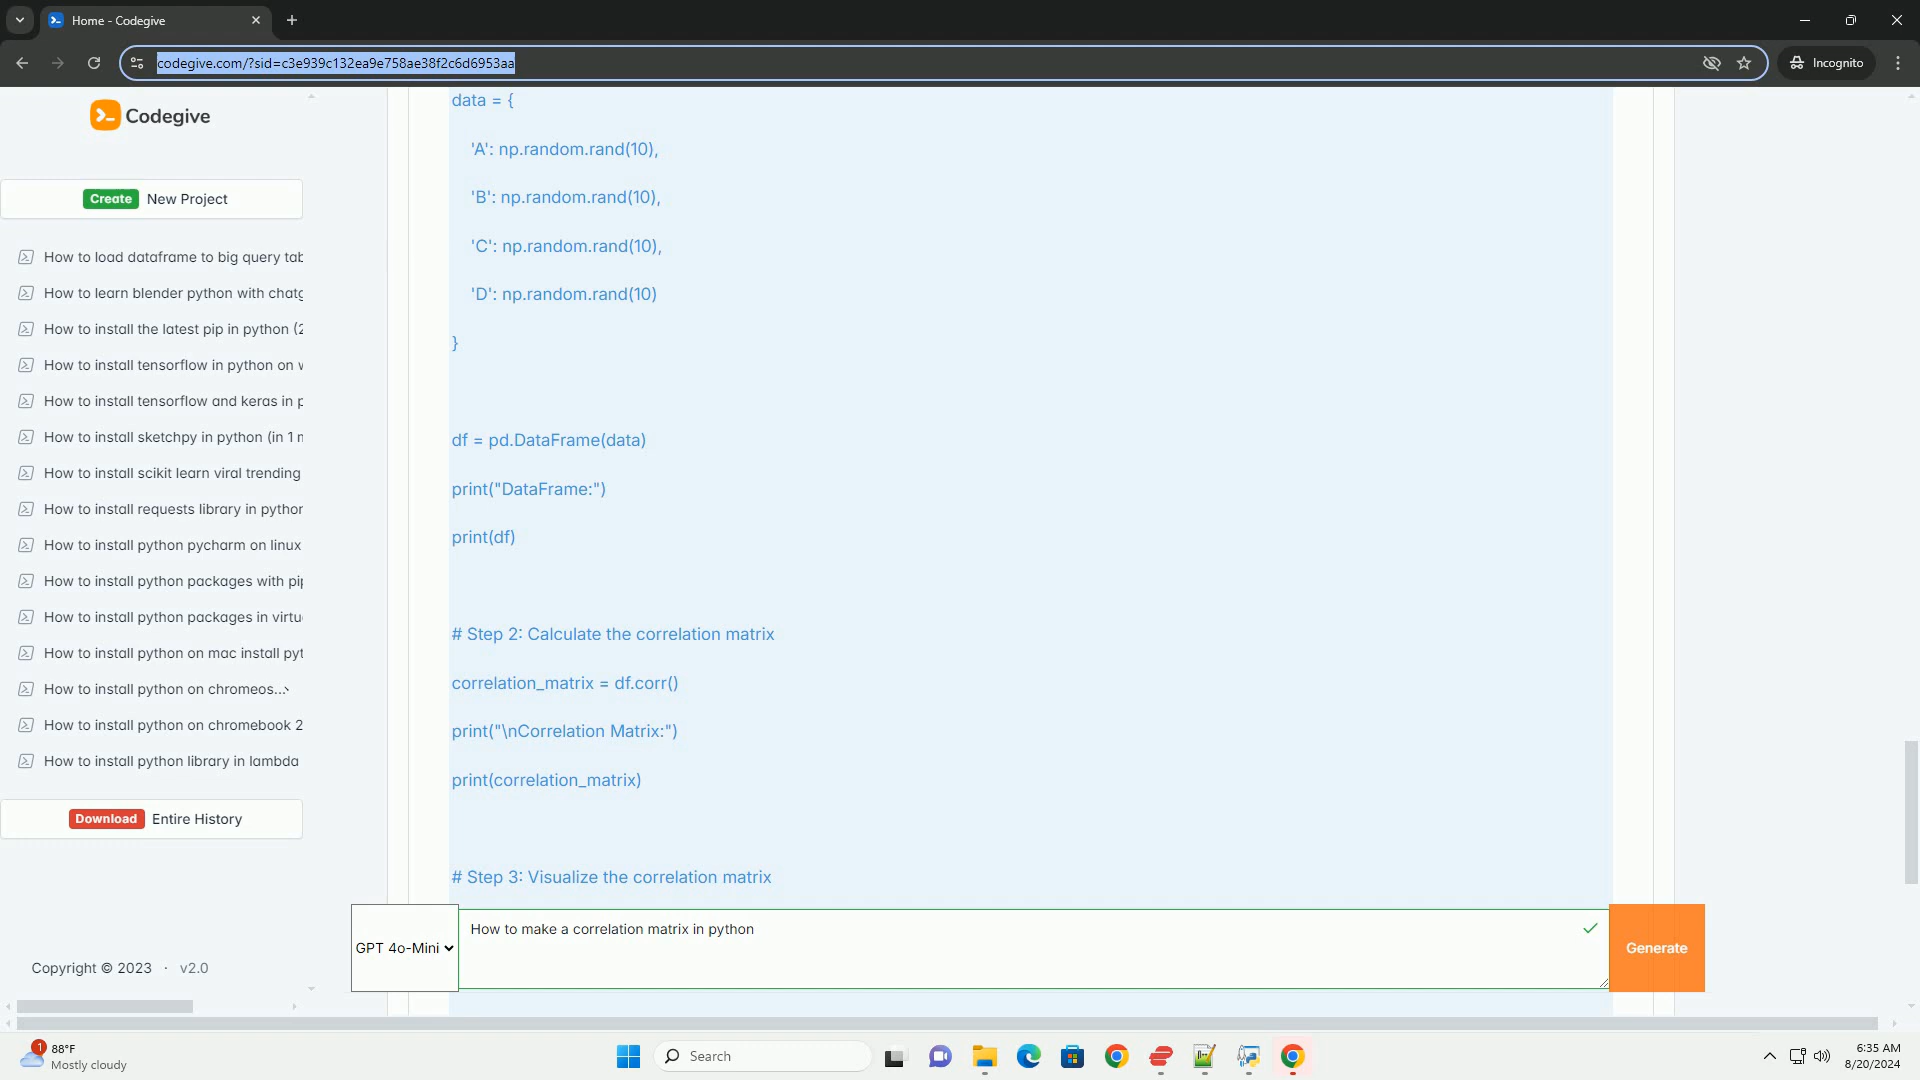 Home - Codegive
codegive.com/?sid=c3e939c132ea9e758ae38f2c6d6953aa
Incognito
Codegive
Create New Project
How to load dataframe to big query tab
How to learn blender python with chatg
How to install the latest pip in python (2
How to install tensorflow in python on w
How to install tensorflow and keras in p
How to install sketchpy in python (in 1 m
How to install scikit learn viral trending
How to install requests library in python
How to install python pycharm on linux
How to install python packages with pip
How to install python packages in virtu
How to install python on mac install pyt
How to install python on chromeos...
How to install python on chromebook 2
How to install python library in lambda
Download Entire History
Copyright © 2023 · v2.0
data = {
'A': np.random.rand(10),
'B': np.random.rand(10),
'C': np.random.rand(10),
'D': np.random.rand(10)
}
df = pd.DataFrame(data)
print("DataFrame:")
print(df)
# Step 2: Calculate the correlation matrix
correlation_matrix = df.corr()
print("\nCorrelation Matrix:")
print(correlation_matrix)
# Step 3: Visualize the correlation matrix
GPT 4o-Mini
How to make a correlation matrix in python
Generate
1
88°F
Mostly cloudy
Search
6:35 AM
8/20/2024